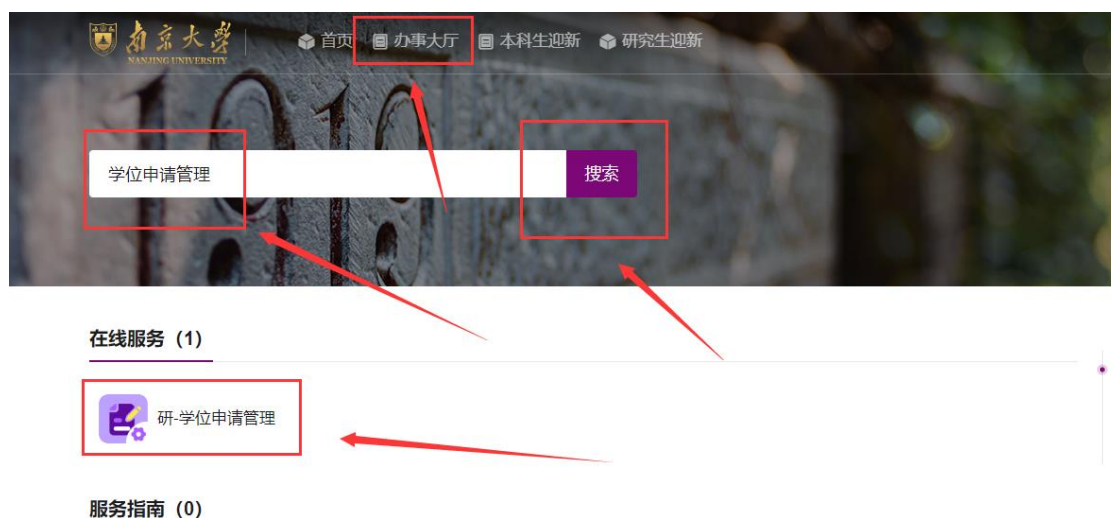 南京大学
NANJING UNIVERSITY
首页 办事大厅 本科生迎新 研究生迎新
学位申请管理 搜索
在线服务（1）
研-学位申请管理
服务指南（0）